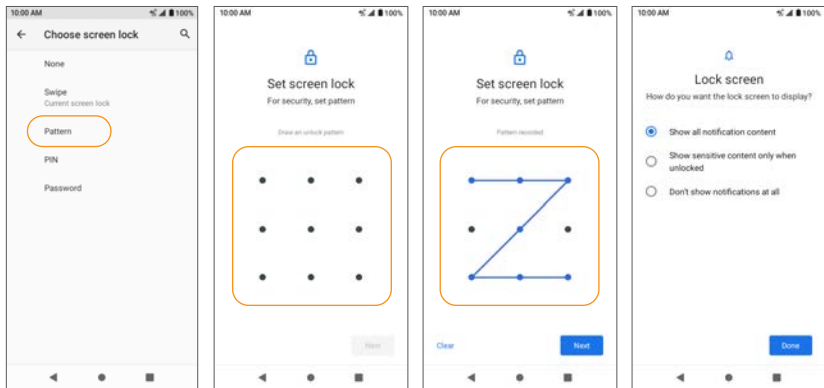 10:00 AM
100%
Choose screen lock
None
Swipe
Current screen lock
Pattern
PIN
Password
10:00 AM
100%
Set screen lock
For security, set pattern
Draw an unlock pattern
Next
10:00 AM
100%
Set screen lock
For security, set pattern
Pattern recorded
Clear
Next
10:00 AM
100%
Lock screen
How do you want the lock screen to display?
Show all notification content
Show sensitive content only when
unlocked
Don't show notifications at all
Done